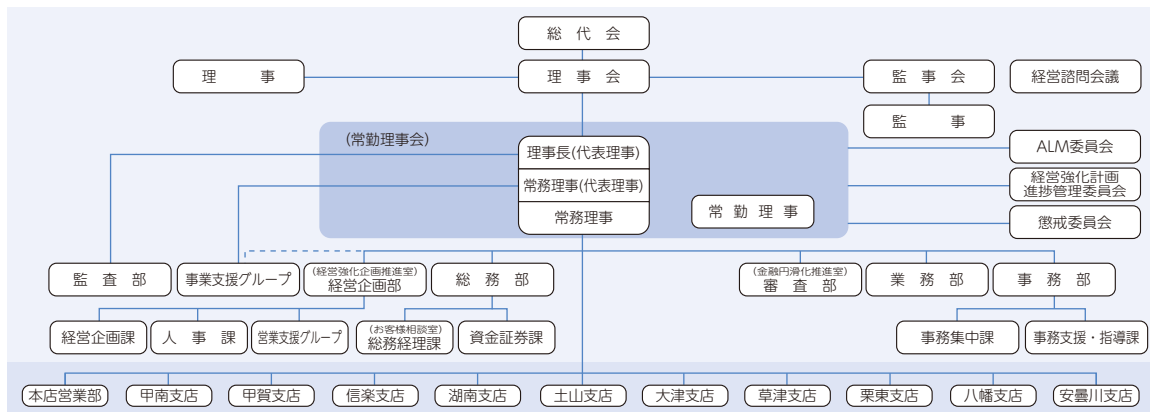 総代会
理事
理事会
監事会
経営諮問会議
監事
(常勤理事会)
理事長(代表理事)
ALM委員会
常務理事(代表理事)
経営強化計画
進捗管理委員会
常務理事
常勤理事
懲戒委員会
監査部
事業支援グループ
(経営強化企画推進室)
経営企画部
総務部
(金融円滑化推進室)
審査部
業務部
事務部
経営企画課
人事課
営業支援グループ
(お客様相談室)
総務経理課
資金証券課
事務集中課
事務支援・指導課
本店営業部
甲南支店
甲賀支店
信楽支店
湖南支店
土山支店
大津支店
草津支店
栗東支店
八幡支店
安曇川支店